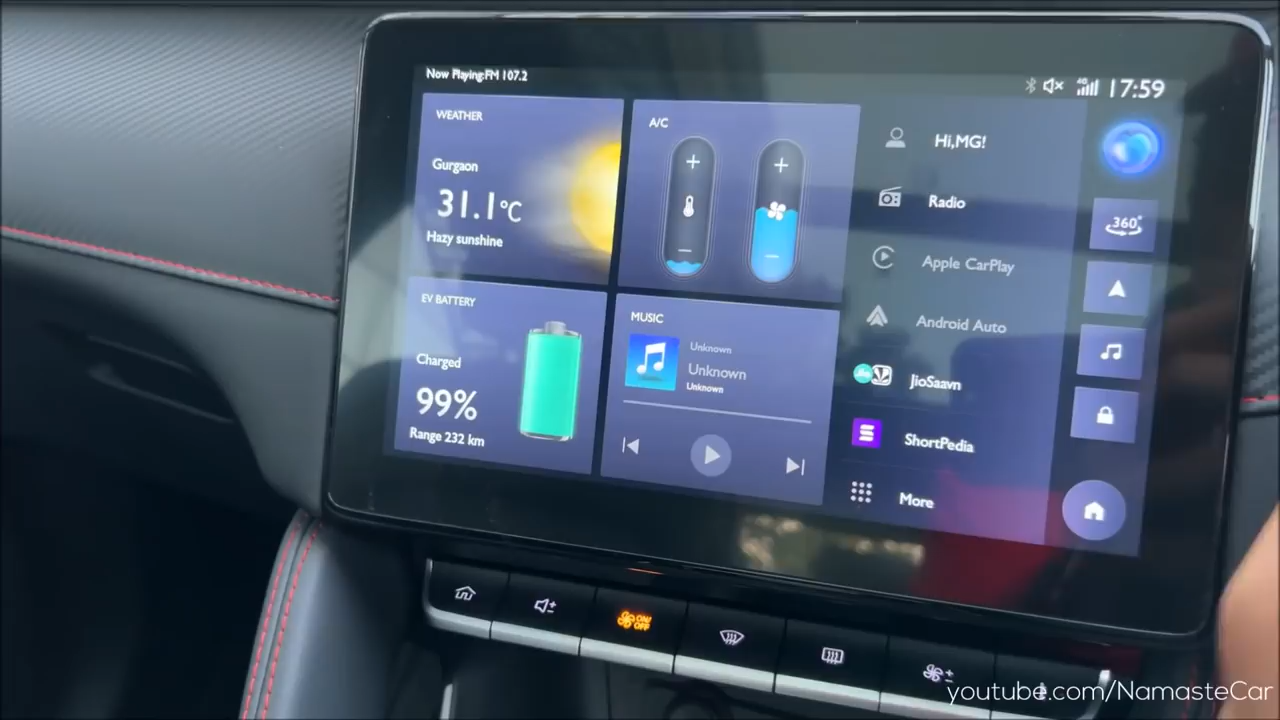 Now Playing:FM 107.2
17:59
WEATHER
Gurgaon
31.1°C
Hazy sunshine
A/C
EV BATTERY
Charged
99%
Range 232 km
MUSIC
Unknown
Unknown
Unknown
Hi,MG!
Radio
Apple CarPlay
Android Auto
Jio
JioSaavn
ShortPedia
More
360°
ON/
OFF
youtube.com/NamasteCar